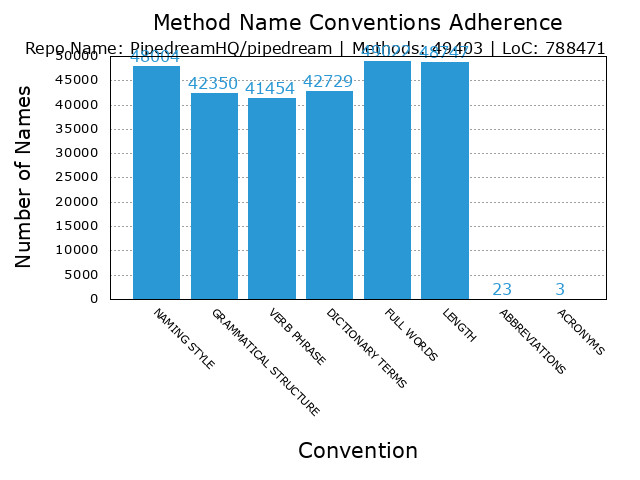 Method Name Conventions Adherence
Repo Name: PipedreamHQ/pipedream | Methods: 49403 | LoC: 788471
Number of Names
50000
45000
40000
35000
30000
25000
20000
15000
10000
5000
0
48004
42350
41454
42729
23
3
NAMING STYLE
GRAMMATICAL STRUCTURE
VERB PHRASE
DICTIONARY TERMS
FULL WORDS
LENGTH
ABBREVIATIONS
ACRONYMS
Convention